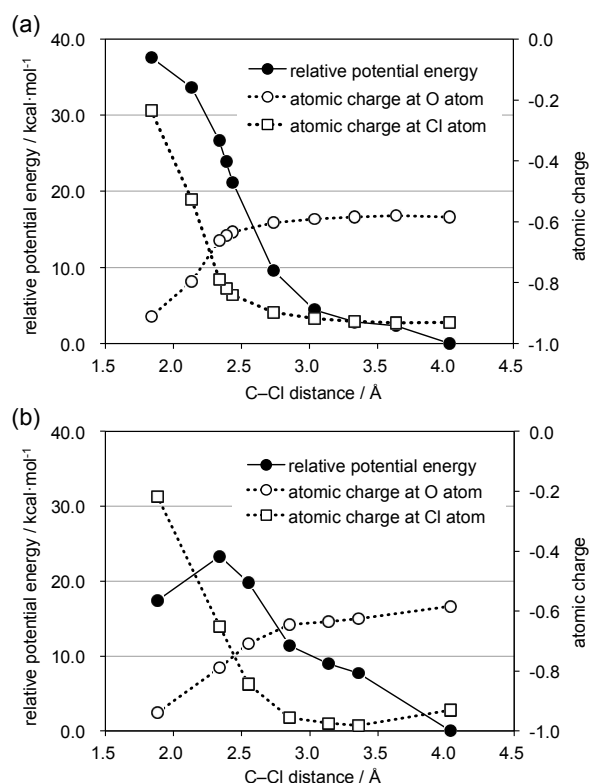 (a)
40.0
30.0
20.0
10.0
0.0
relative potential energy / kcal·mol⁻¹
relative potential energy
atomic charge at O atom
atomic charge at Cl atom
0.0
-0.2
-0.4
-0.6
-0.8
-1.0
atomic charge
1.5 2.0 2.5 3.0 3.5 4.0 4.5
C–Cl distance / Å
(b)
40.0
30.0
20.0
10.0
0.0
relative potential energy / kcal·mol⁻¹
relative potential energy
atomic charge at O atom
atomic charge at Cl atom
0.0
-0.2
-0.4
-0.6
-0.8
-1.0
atomic charge
1.5 2.0 2.5 3.0 3.5 4.0 4.5
C–Cl distance / Å